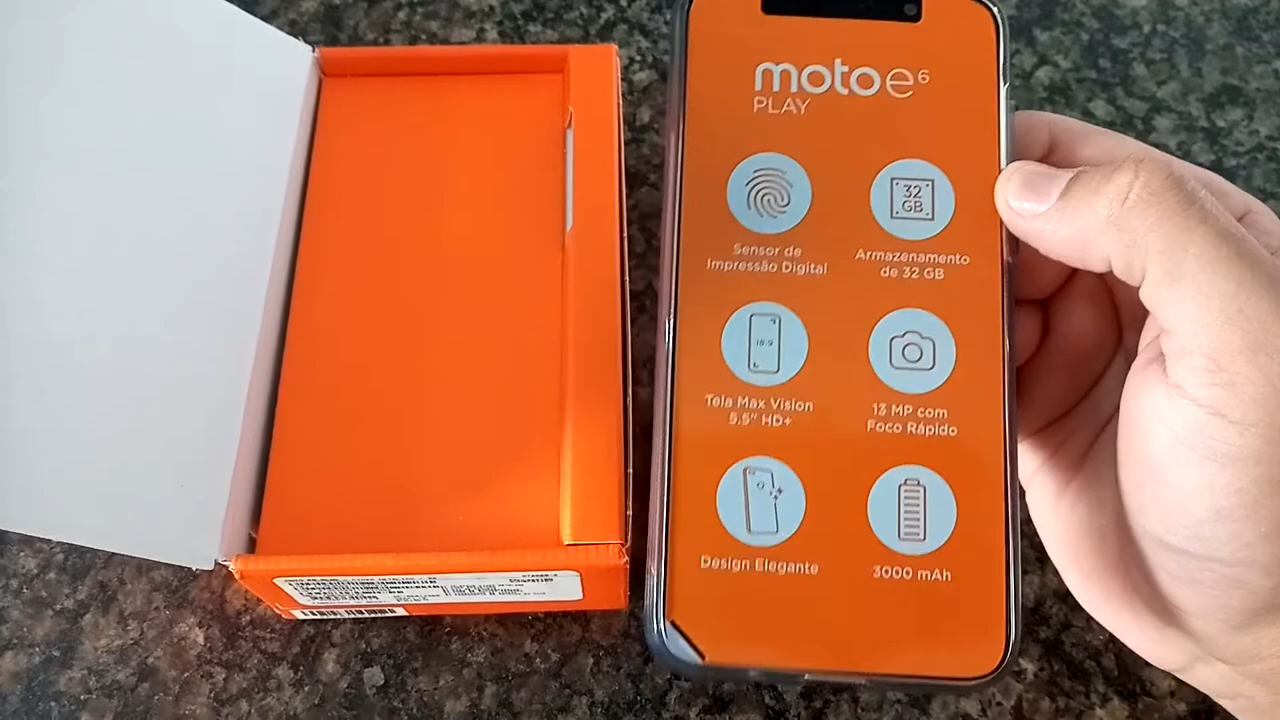 moto e6
PLAY
32
GB
Sensor de
Impressão Digital
Armazenamento
de 32 GB
18:9
Tela Max Vision
5.5" HD+
13 MP com
Foco Rápido
Design Elegante
3000 mAh